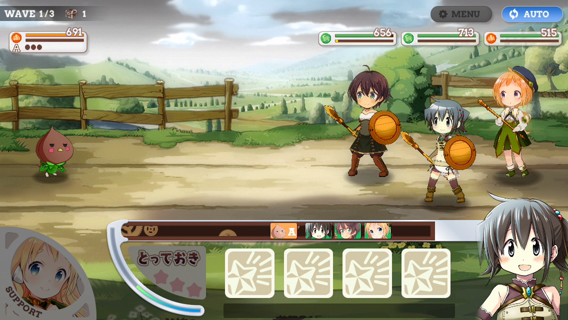 WAVE 1/3 1
MENU
AUTO
691
A
656
713
515
A
とっておき
SUPPORT